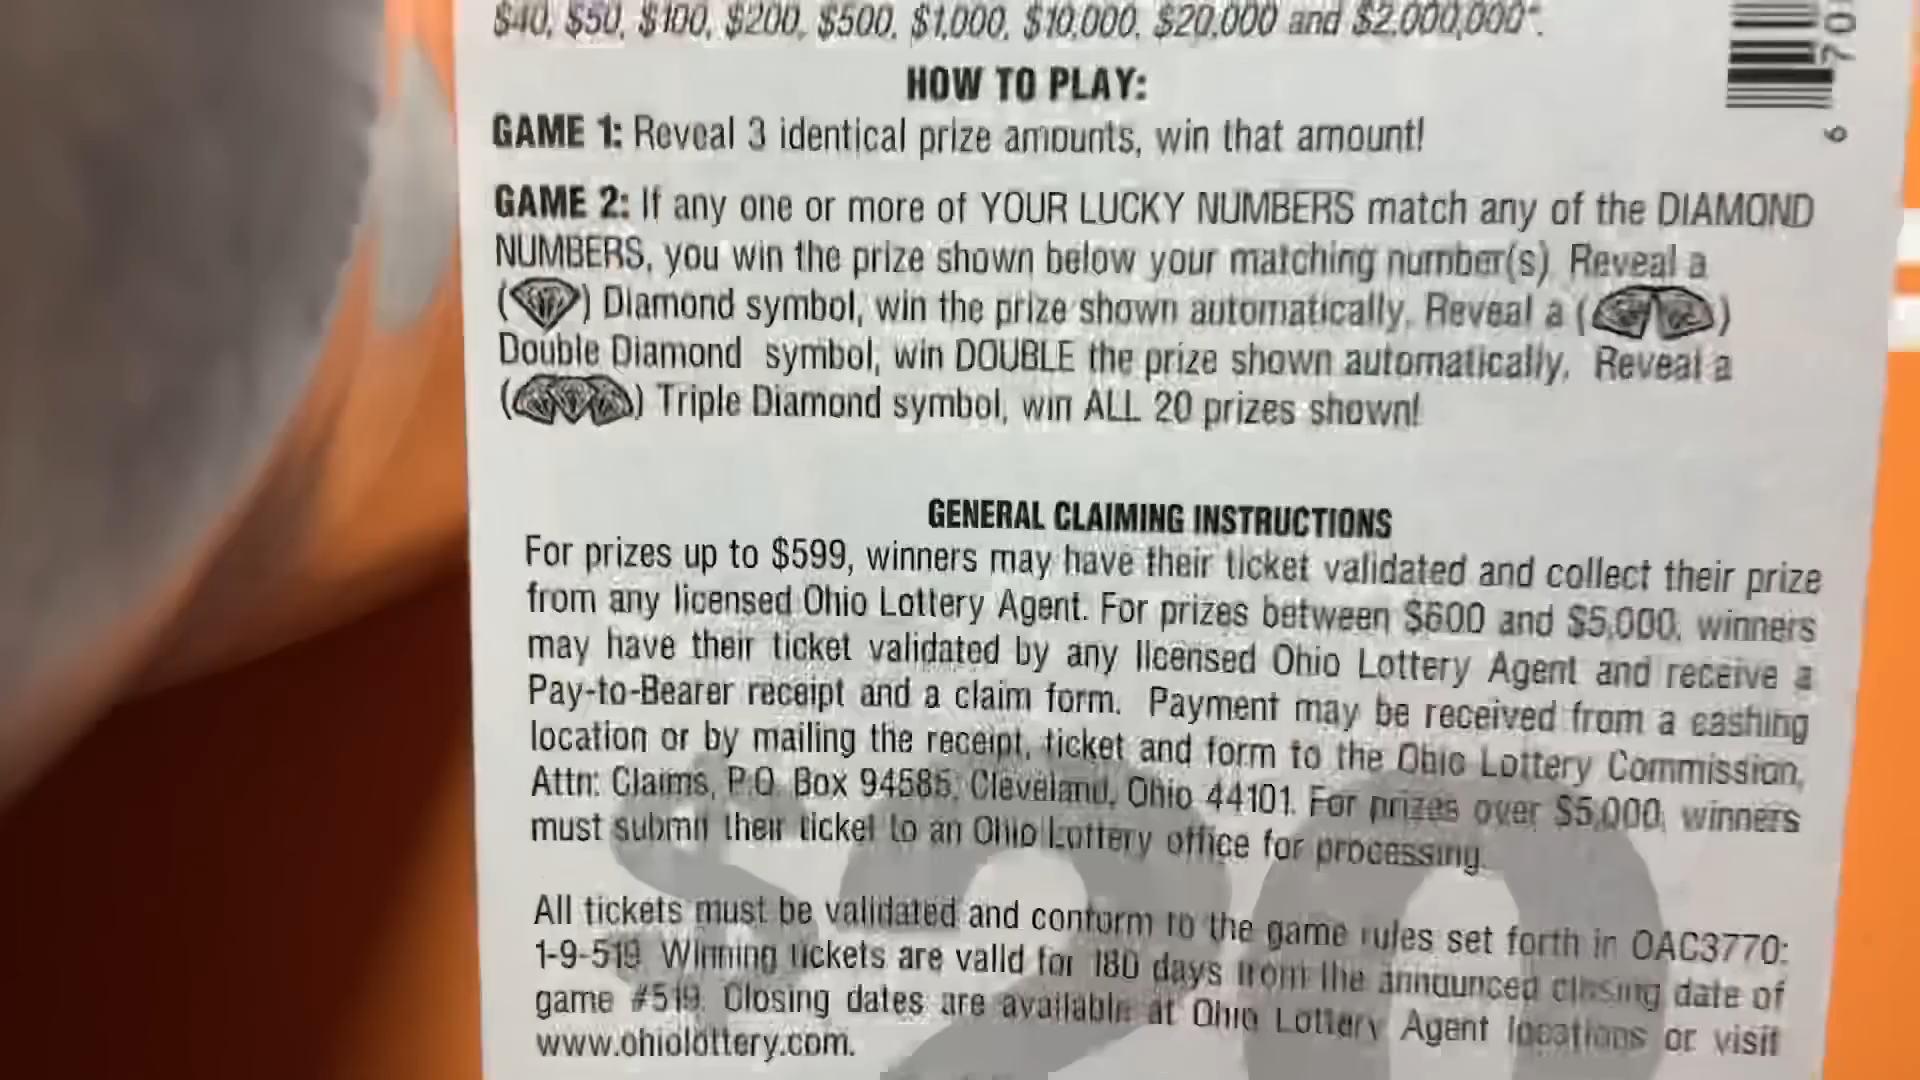 $40, $50, $100, $200, $500, $1,000, $10,000, $20,000 and $2,000,000*.
HOW TO PLAY:
GAME 1: Reveal 3 identical prize amounts, win that amount!
GAME 2: If any one or more of YOUR LUCKY NUMBERS match any of the DIAMOND
NUMBERS, you win the prize shown below your matching number(s). Reveal a
( ) Diamond symbol, win the prize shown automatically. Reveal a ( )
Double Diamond symbol, win DOUBLE the prize shown automatically. Reveal a
( ) Triple Diamond symbol, win ALL 20 prizes shown!
GENERAL CLAIMING INSTRUCTIONS
For prizes up to $599, winners may have their ticket validated and collect their prize
from any licensed Ohio Lottery Agent. For prizes between $600 and $5,000, winners
may have their ticket validated by any licensed Ohio Lottery Agent and receive a
Pay-to-Bearer receipt and a claim form. Payment may be received from a cashing
location or by mailing the receipt, ticket and form to the Ohio Lottery Commission,
Attn: Claims, P.O. Box 94585, Cleveland, Ohio 44101. For prizes over $5,000, winners
must submit their ticket to an Ohio Lottery office for processing.
All tickets must be validated and conform to the game rules set forth in OAC3770:
1-9-519. Winning tickets are valid for 180 days from the announced closing date of
game #519. Closing dates are available at Ohio Lottery Agent locations or visit
www.ohiolottery.com.
$20
6 70